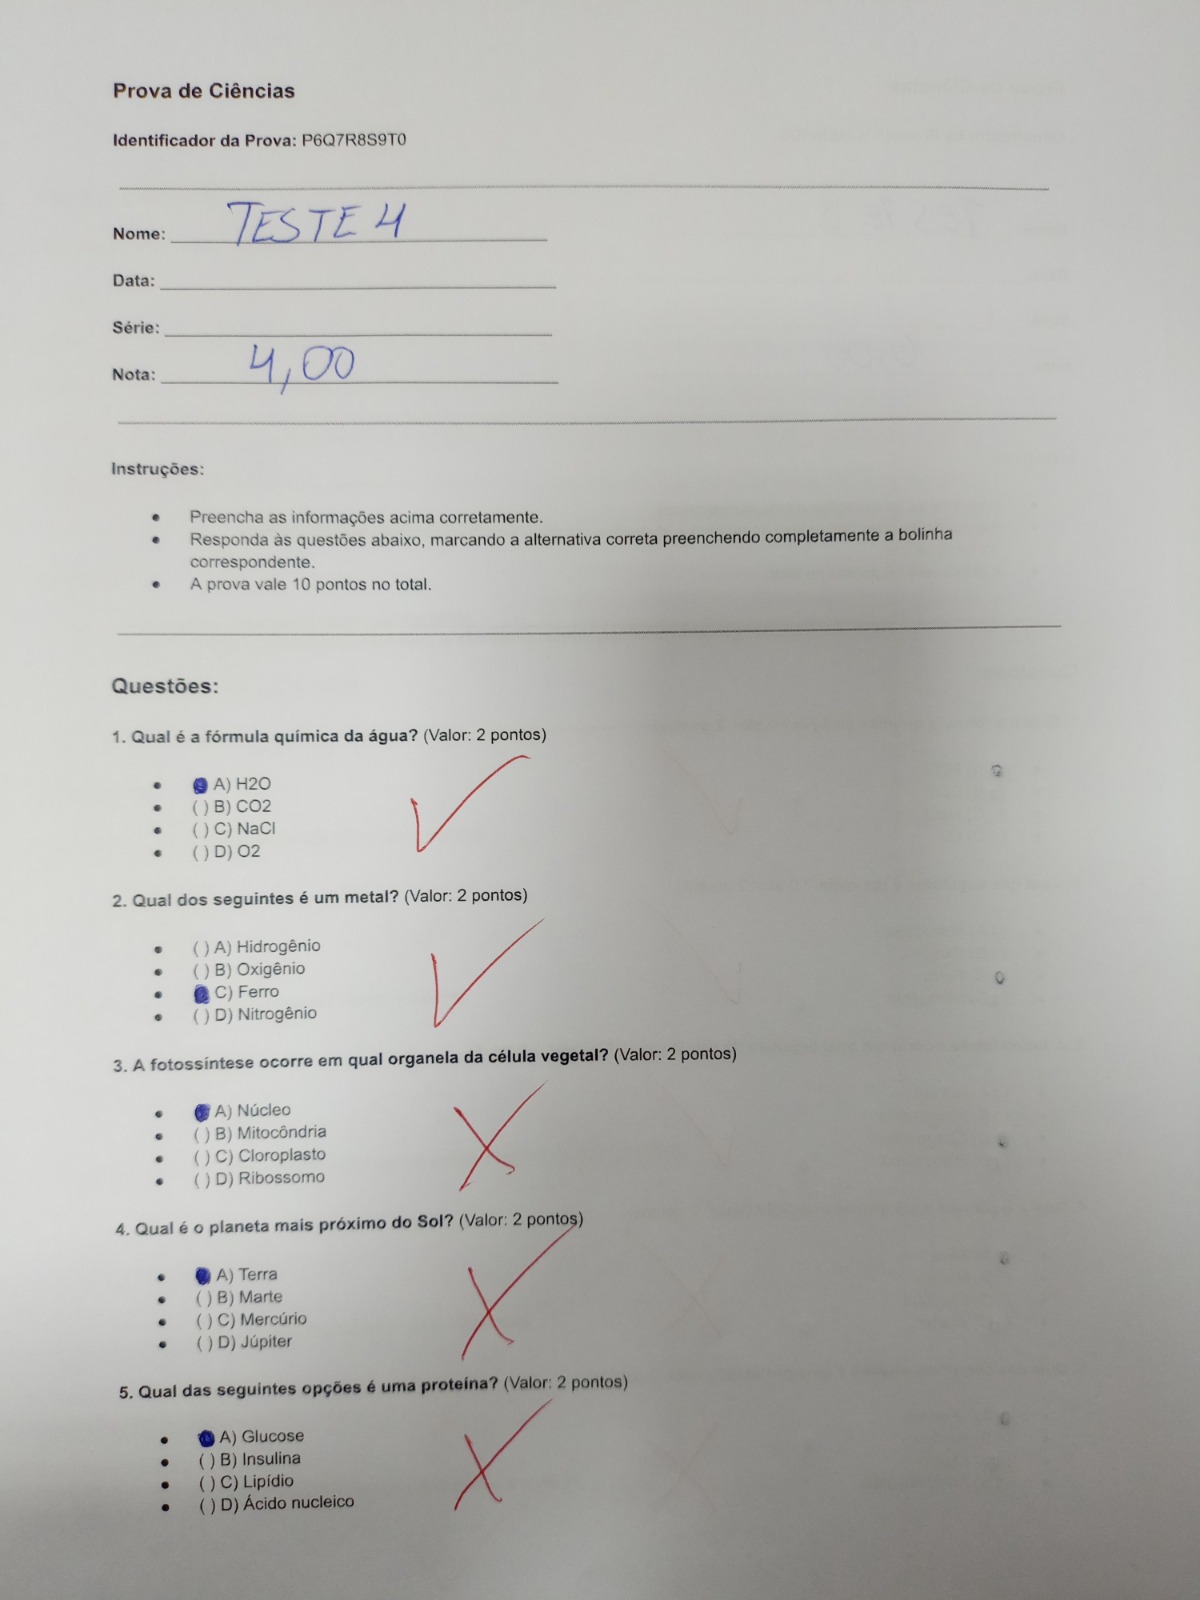 Prova de Ciências
Identificador da Prova: P6Q7R8S9T0
Nome: TESTE 4
Data:
Série:
Nota: 4,00
Instruções:
Preencha as informações acima corretamente.
Responda às questões abaixo, marcando a alternativa correta preenchendo completamente a bolinha
correspondente.
A prova vale 10 pontos no total.
Questões:
1. Qual é a fórmula química da água? (Valor: 2 pontos)
A) H2O
( ) B) CO2
( ) C) NaCl
( ) D) O2
2. Qual dos seguintes é um metal? (Valor: 2 pontos)
( ) A) Hidrogênio
( ) B) Oxigênio
C) Ferro
( ) D) Nitrogênio
3. A fotossíntese ocorre em qual organela da célula vegetal? (Valor: 2 pontos)
A) Núcleo
( ) B) Mitocôndria
( ) C) Cloroplasto
( ) D) Ribossomo
4. Qual é o planeta mais próximo do Sol? (Valor: 2 pontos)
A) Terra
( ) B) Marte
( ) C) Mercúrio
( ) D) Júpiter
5. Qual das seguintes opções é uma proteína? (Valor: 2 pontos)
A) Glucose
( ) B) Insulina
( ) C) Lipídio
( ) D) Ácido nucleico